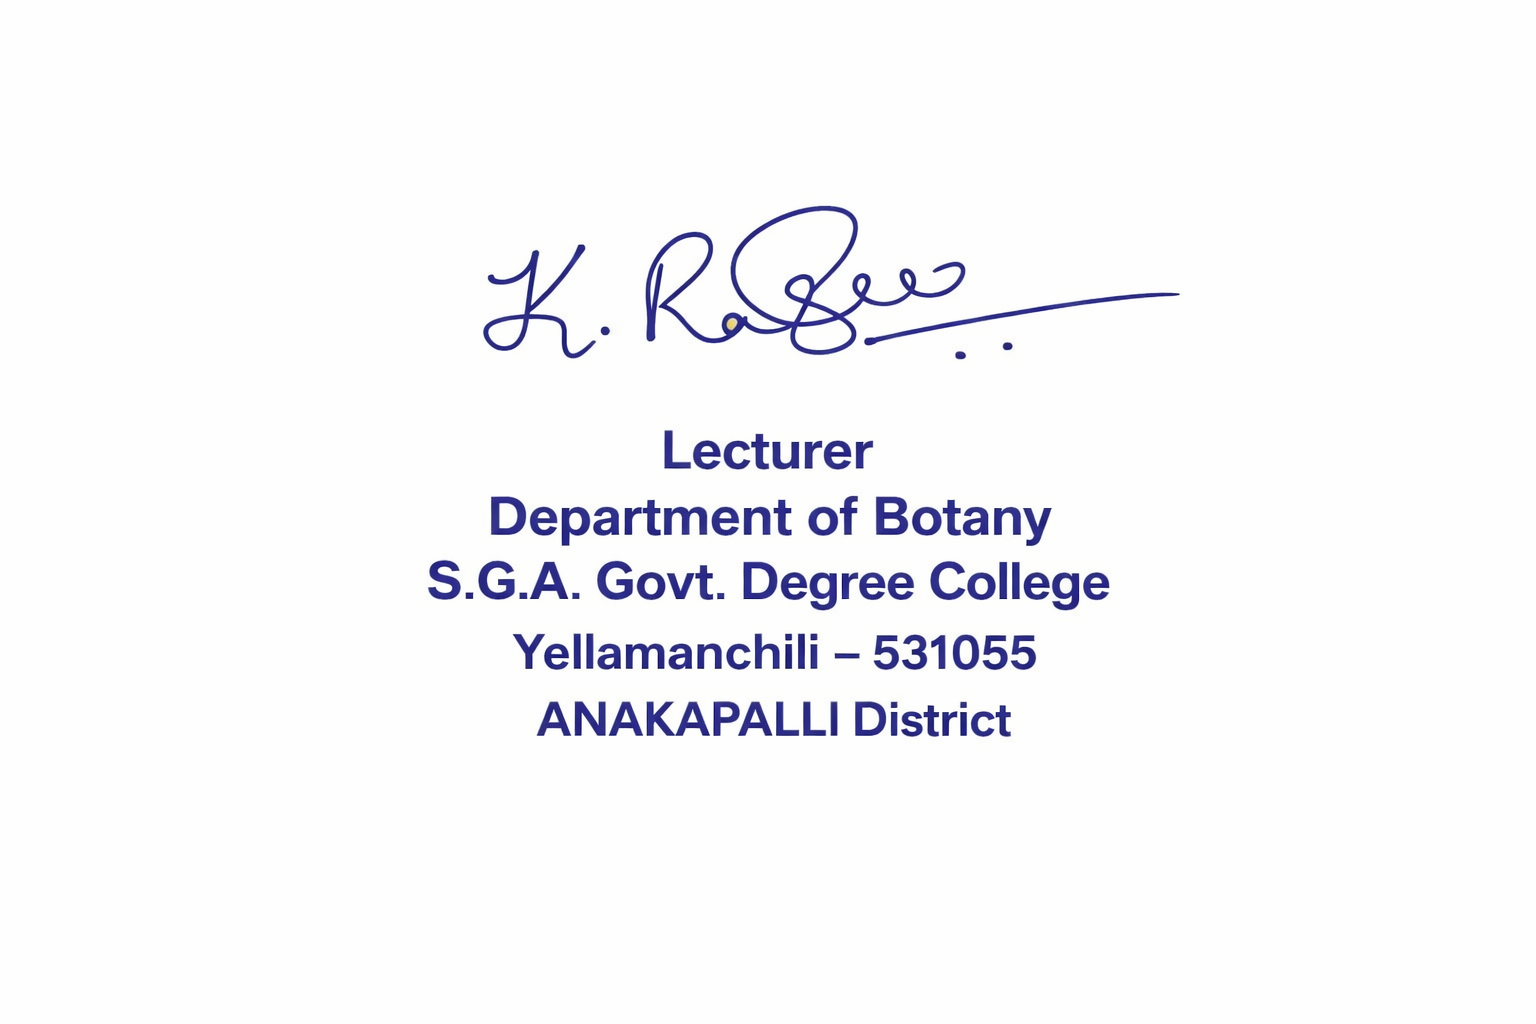 K.
Lecturer
Department of Botany
S.G.A. Govt. Degree College
Yellamanchili – 531055
ANAKAPALLI District